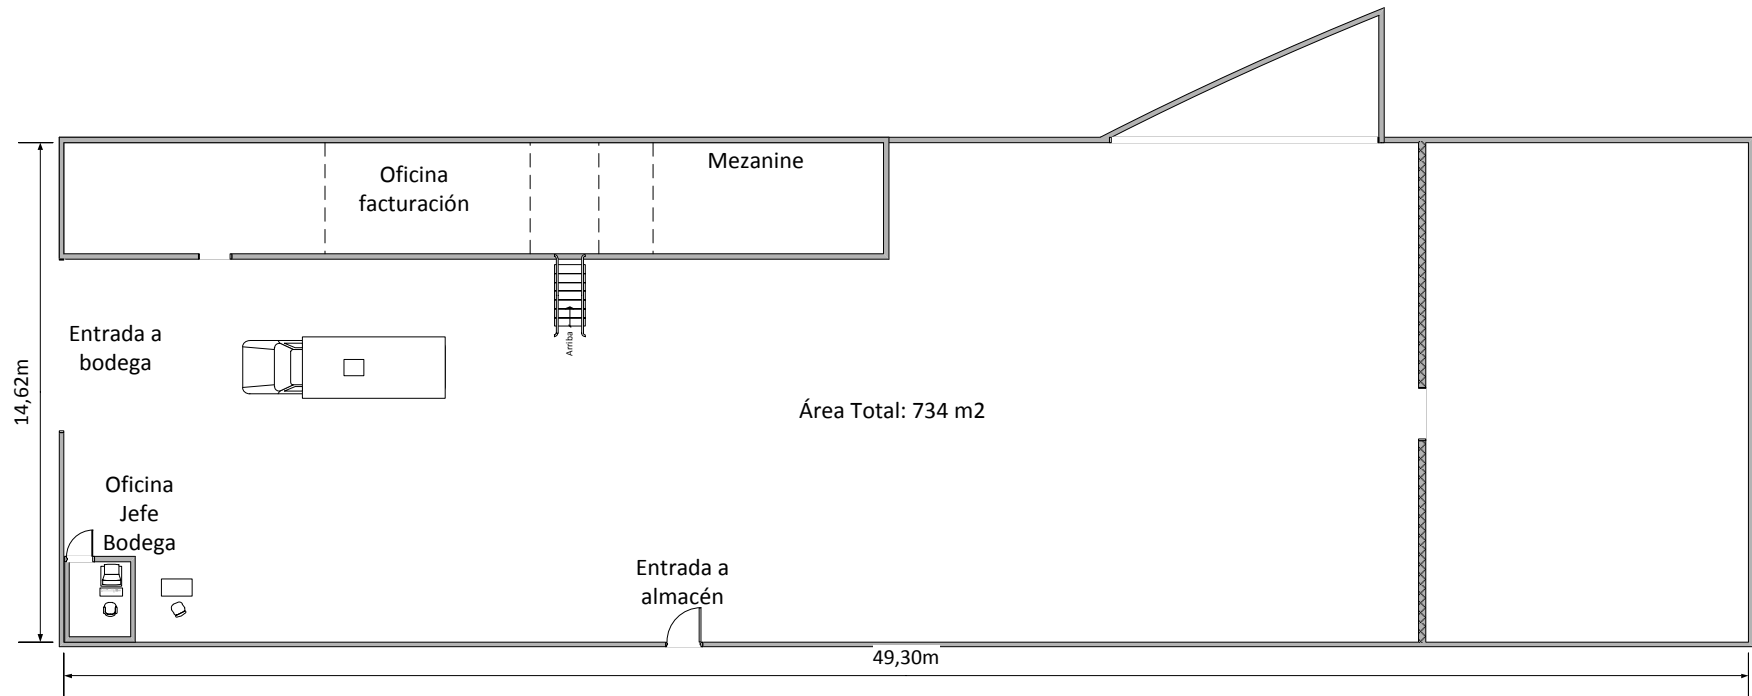 Mezanine
Oficina
facturación
Entrada a
bodega
Arriba
14,62m
Área Total: 734 m2
Oficina
Jefe
Bodega
Entrada a
almacén
49,30m